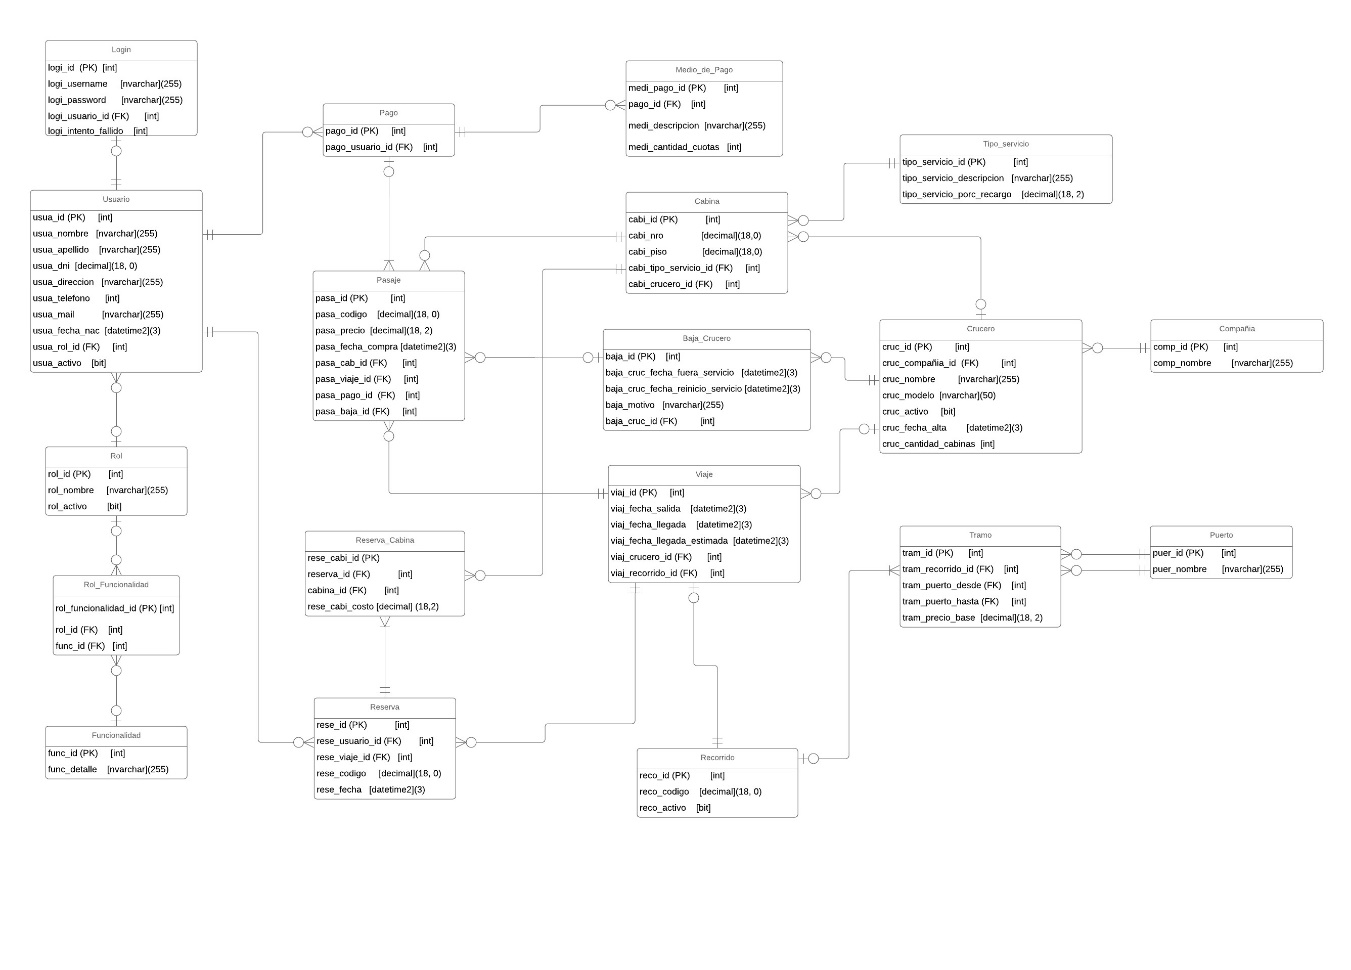 Login
logi_id (PK) [int]
logi_username [nvarchar](255)
logi_password [nvarchar](255)
logi_usuario_id (FK) [int]
logi_intento_fallido [int]
Usuario
usua_id (PK) [int]
usua_nombre [nvarchar](255)
usua_apellido [nvarchar](255)
usua_dni [decimal](18, 0)
usua_direccion [nvarchar](255)
usua_telefono [int]
usua_mail [nvarchar](255)
usua_fecha_nac [datetime2](3)
usua_rol_id (FK) [int]
usua_activo [bit]
Rol
rol_id (PK) [int]
rol_nombre [nvarchar](255)
rol_activo [bit]
Rol_Funcionalidad
rol_funcionalidad_id (PK) [int]
rol_id (FK) [int]
func_id (FK) [int]
Funcionalidad
func_id (PK) [int]
func_detalle [nvarchar](255)
Pago
pago_id (PK) [int]
pago_usuario_id (FK) [int]
Pasaje
pasa_id (PK) [int]
pasa_codigo [decimal](18, 0)
pasa_precio [decimal](18, 2)
pasa_fecha_compra [datetime2](3)
pasa_cab_id (FK) [int]
pasa_viaje_id (FK) [int]
pasa_pago_id (FK) [int]
pasa_baja_id (FK) [int]
Reserva_Cabina
rese_cabi_id (PK)
reserva_id (FK) [int]
cabina_id (FK) [int]
rese_cabi_costo [decimal] (18,2)
Reserva
rese_id (PK) [int]
rese_usuario_id (FK) [int]
rese_viaje_id (FK) [int]
rese_codigo [decimal](18, 0)
rese_fecha [datetime2](3)
Medio_de_Pago
medi_pago_id (PK) [int]
pago_id (FK) [int]
medi_descripcion [nvarchar](255)
medi_cantidad_cuotas [int]
Cabina
cabi_id (PK) [int]
cabi_nro [decimal](18,0)
cabi_piso [decimal](18,0)
cabi_tipo_servicio_id (FK) [int]
cabi_crucero_id (FK) [int]
Baja_Crucero
baja_id (PK) [int]
baja_cruc_fecha_fuera_servicio [datetime2](3)
baja_cruc_fecha_reinicio_servicio [datetime2](3)
baja_motivo [nvarchar](255)
baja_cruc_id (FK) [int]
Viaje
viaj_id (PK) [int]
viaj_fecha_salida [datetime2](3)
viaj_fecha_llegada [datetime2](3)
viaj_fecha_llegada_estimada [datetime2](3)
viaj_crucero_id (FK) [int]
viaj_recorrido_id (FK) [int]
Recorrido
reco_id (PK) [int]
reco_codigo [decimal](18, 0)
reco_activo [bit]
Tipo_servicio
tipo_servicio_id (PK) [int]
tipo_servicio_descripcion [nvarchar](255)
tipo_servicio_porc_recargo [decimal](18, 2)
Crucero
cruc_id (PK) [int]
cruc_compañia_id (FK) [int]
cruc_nombre [nvarchar](255)
cruc_modelo [nvarchar](50)
cruc_activo [bit]
cruc_fecha_alta [datetime2](3)
cruc_cantidad_cabinas [int]
Compañia
comp_id (PK) [int]
comp_nombre [nvarchar](255)
Tramo
tram_id (PK) [int]
tram_recorrido_id (FK) [int]
tram_puerto_desde (FK) [int]
tram_puerto_hasta (FK) [int]
tram_precio_base [decimal](18, 2)
Puerto
puer_id (PK) [int]
puer_nombre [nvarchar](255)